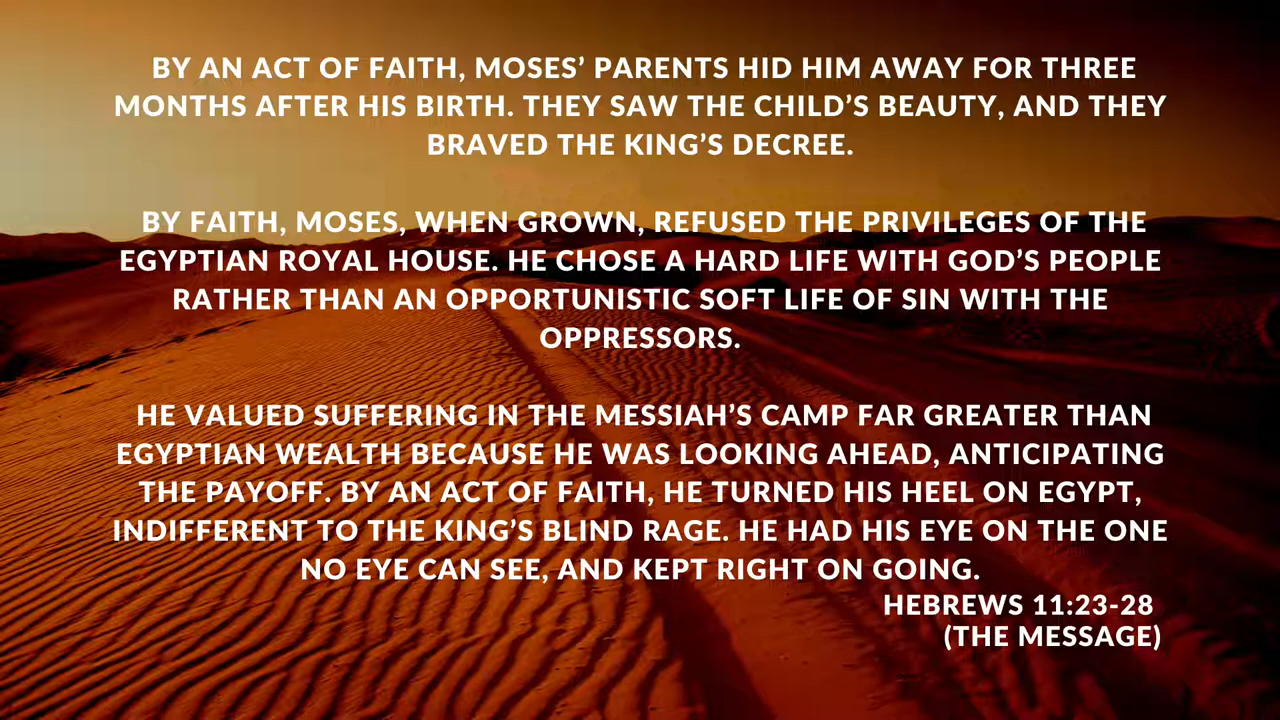 BY AN ACT OF FAITH, MOSES’ PARENTS HID HIM AWAY FOR THREE
MONTHS AFTER HIS BIRTH. THEY SAW THE CHILD’S BEAUTY, AND THEY
BRAVED THE KING’S DECREE.
BY FAITH, MOSES, WHEN GROWN, REFUSED THE PRIVILEGES OF THE
EGYPTIAN ROYAL HOUSE. HE CHOSE A HARD LIFE WITH GOD’S PEOPLE
RATHER THAN AN OPPORTUNISTIC SOFT LIFE OF SIN WITH THE
OPPRESSORS.
HE VALUED SUFFERING IN THE MESSIAH’S CAMP FAR GREATER THAN
EGYPTIAN WEALTH BECAUSE HE WAS LOOKING AHEAD, ANTICIPATING
THE PAYOFF. BY AN ACT OF FAITH, HE TURNED HIS HEEL ON EGYPT,
INDIFFERENT TO THE KING’S BLIND RAGE. HE HAD HIS EYE ON THE ONE
NO EYE CAN SEE, AND KEPT RIGHT ON GOING.
HEBREWS 11:23-28
(THE MESSAGE)